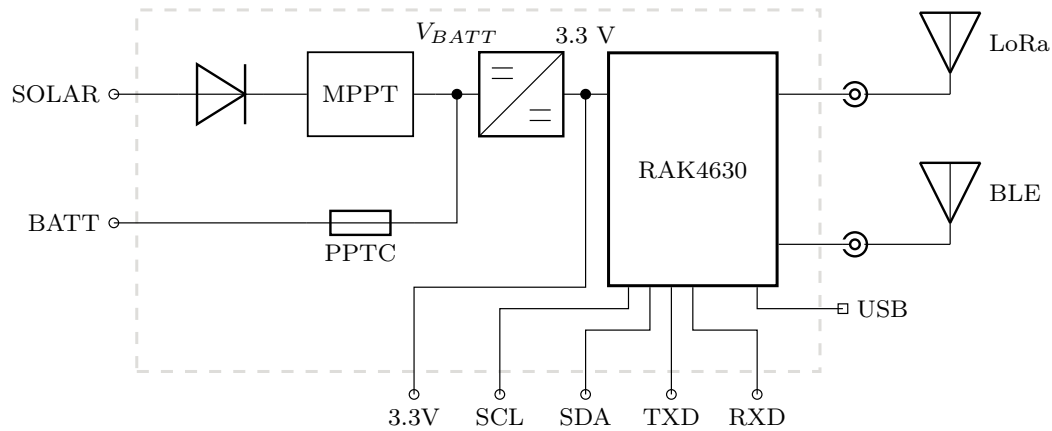 V_BATT
3.3 V
LoRa
SOLAR
MPPT
RAK4630
BLE
BATT
PPTC
USB
3.3V
SCL
SDA
TXD
RXD